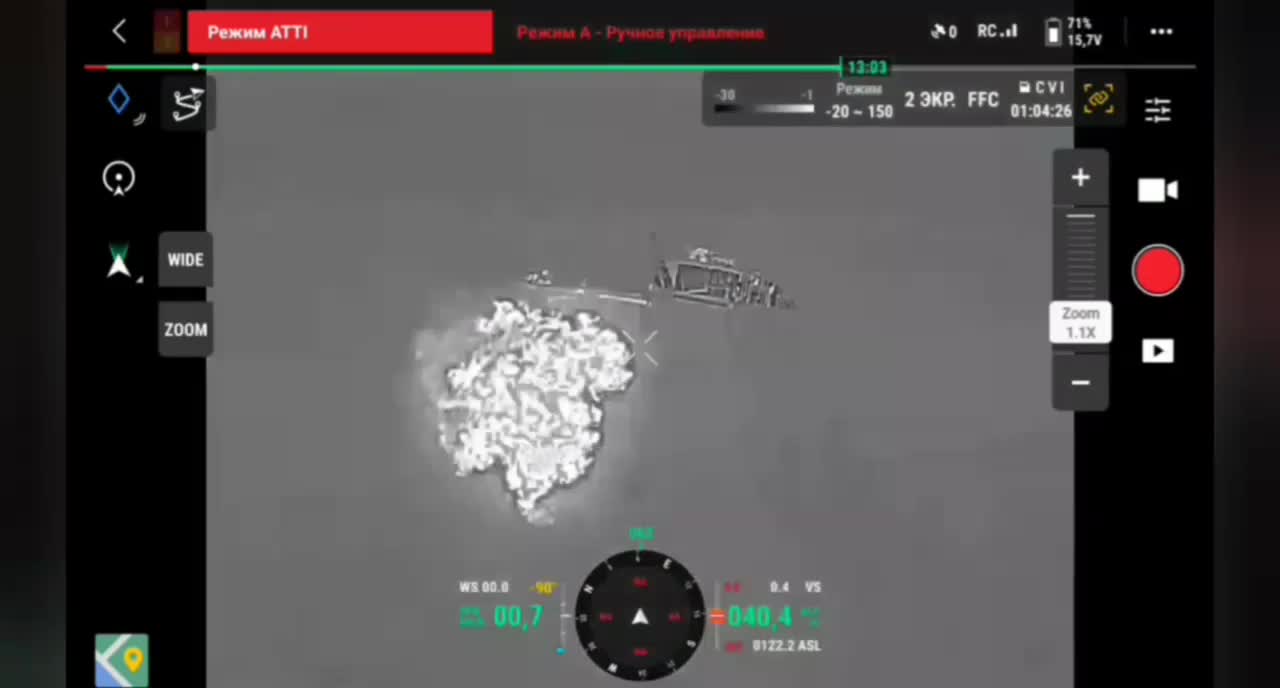 Режим ATTI
Режим A - Ручное управление
0
RC
71%
15,7V
13:03
-30
-1
Режим
-20 ~ 150
2 ЭКР.
FFC
CVI
01:04:26
WIDE
ZOOM
+
Zoom
1.1X
−
WS 00.0
-90°
00,7
N
E
S
W
0.4 VS
040,4
0122.2 ASL